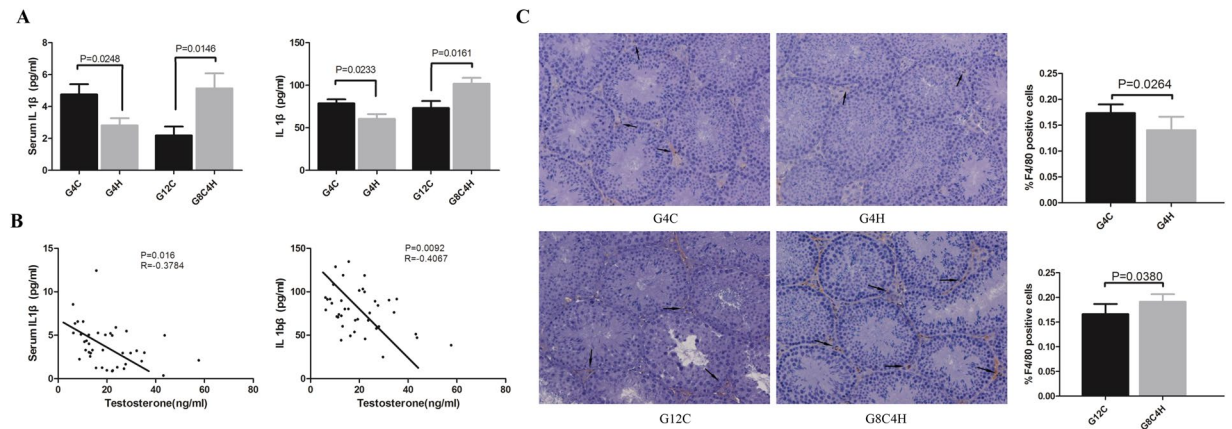 A
Serum IL 1β (pg/ml)
8
6
4
2
0
P=0.0248
P=0.0146
G4C
G4H
G12C
G8C4H
IL 1β (pg/ml)
150
100
50
0
P=0.0233
P=0.0161
G4C
G4H
G12C
G8C4H
B
Serum IL1β (pg/ml)
15
10
5
0
P=0.016
R=-0.3784
0 20 40 60 80
Testosterone(ng/ml)
IL 1bβ (pg/ml)
150
100
50
0
P=0.0092
R=-0.4067
0 20 40 60 80
Testosterone(ng/ml)
C
G4C
G4H
G12C
G8C4H
%F4/80 positive cells
0.25
0.20
0.15
0.10
0.05
0.00
P=0.0264
G4C
G4H
%F4/80 positive cells
0.25
0.20
0.15
0.10
0.05
0.00
P=0.0380
G12C
G8C4H